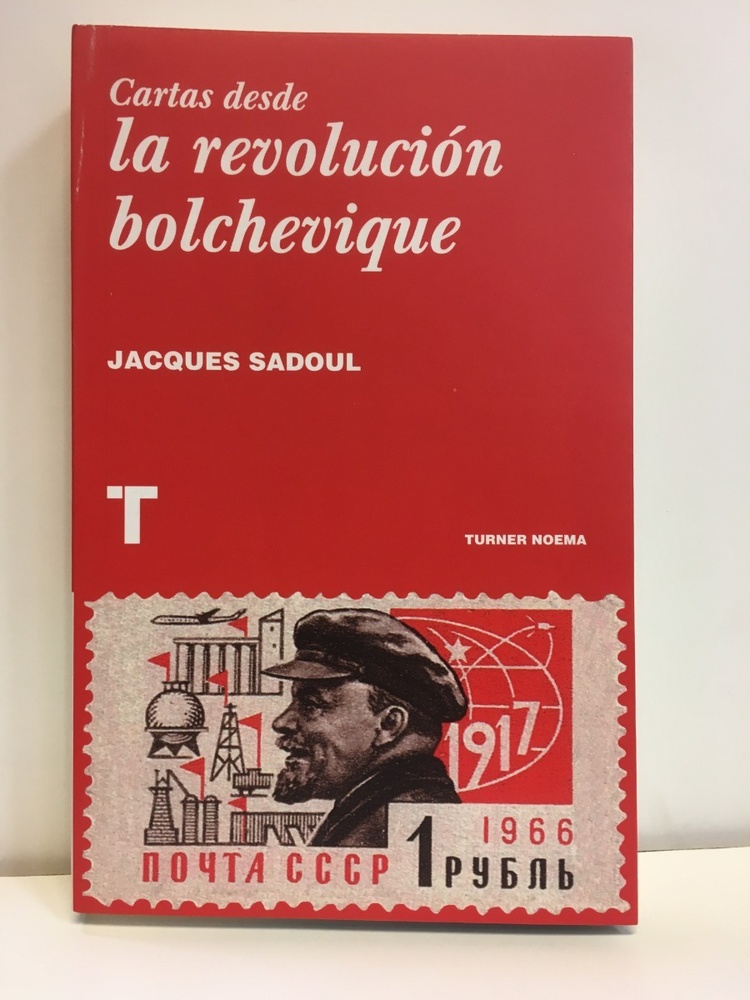 Cartas desde
la revolución
bolchevique
JACQUES SADOUL
T
TURNER NOEMA
1917
1966
ПОЧТА СССР 1 РУБЛЬ